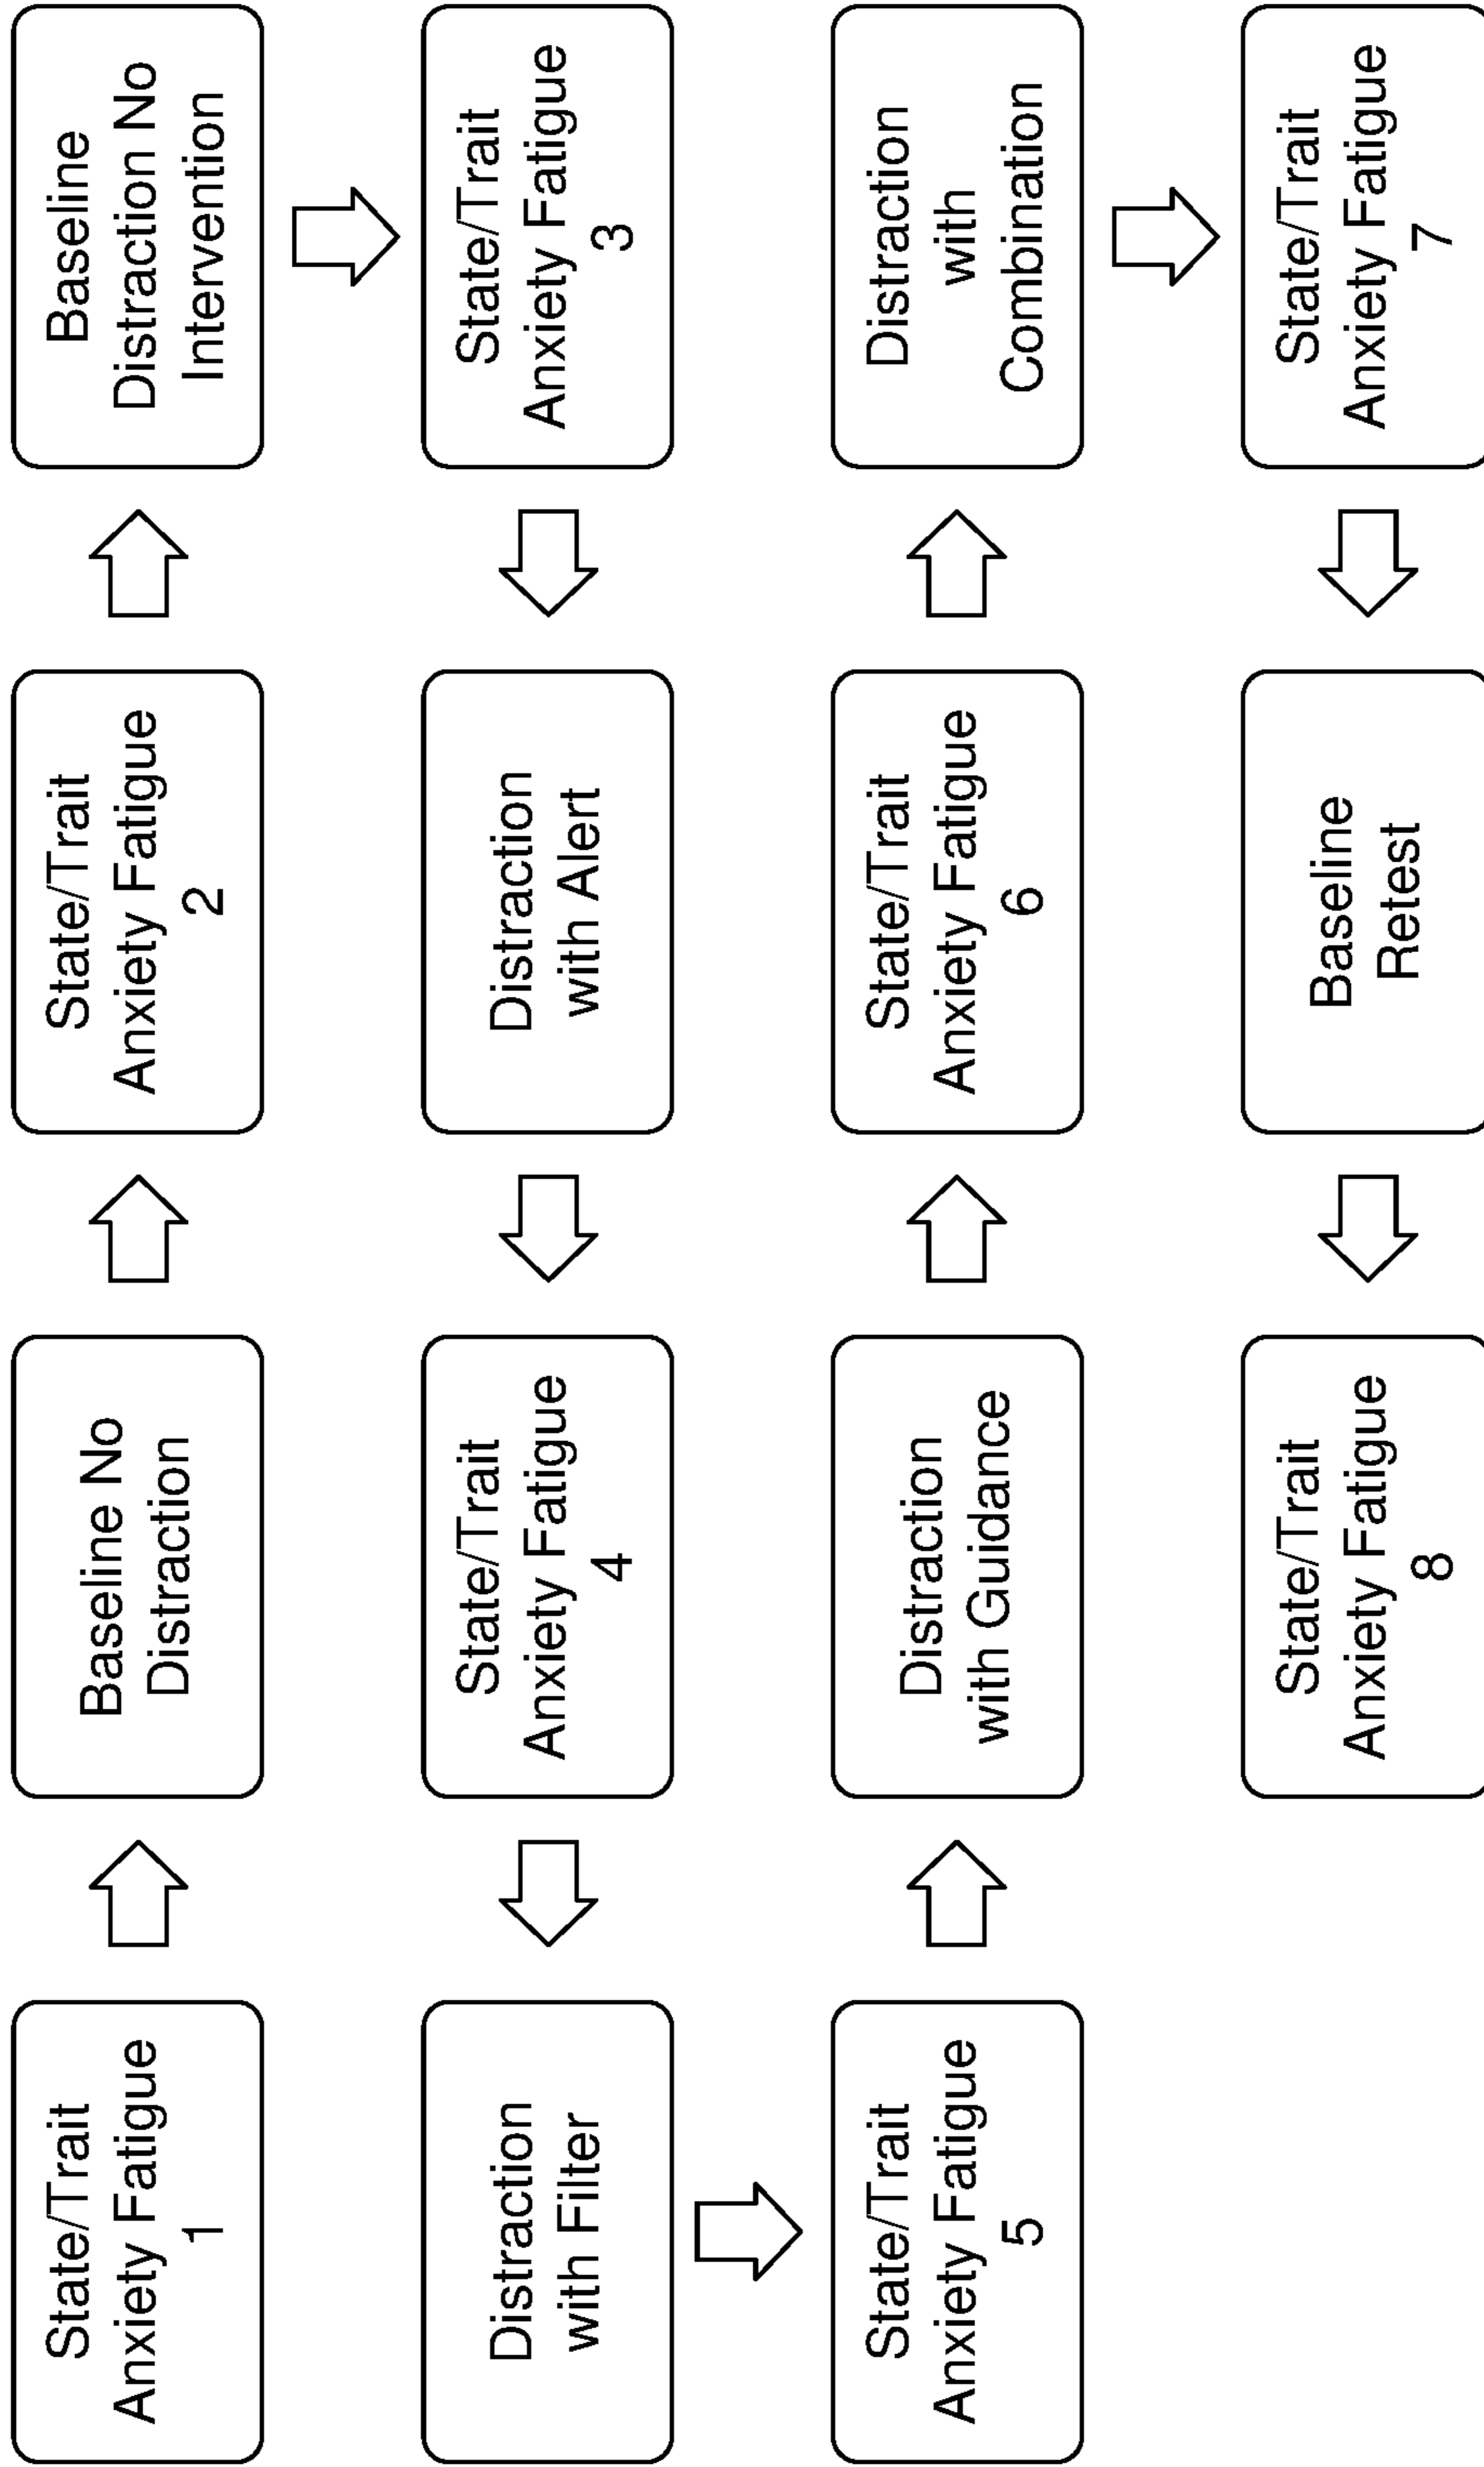 State/Trait
Anxiety Fatigue
1
Baseline No
Distraction
State/Trait
Anxiety Fatigue
2
Baseline
Distraction No
Intervention
State/Trait
Anxiety Fatigue
3
Distraction
with Alert
State/Trait
Anxiety Fatigue
4
Distraction
with Filter
State/Trait
Anxiety Fatigue
5
Distraction
with Guidance
State/Trait
Anxiety Fatigue
6
Distraction
with
Combination
State/Trait
Anxiety Fatigue
7
Baseline
Retest
State/Trait
Anxiety Fatigue
8